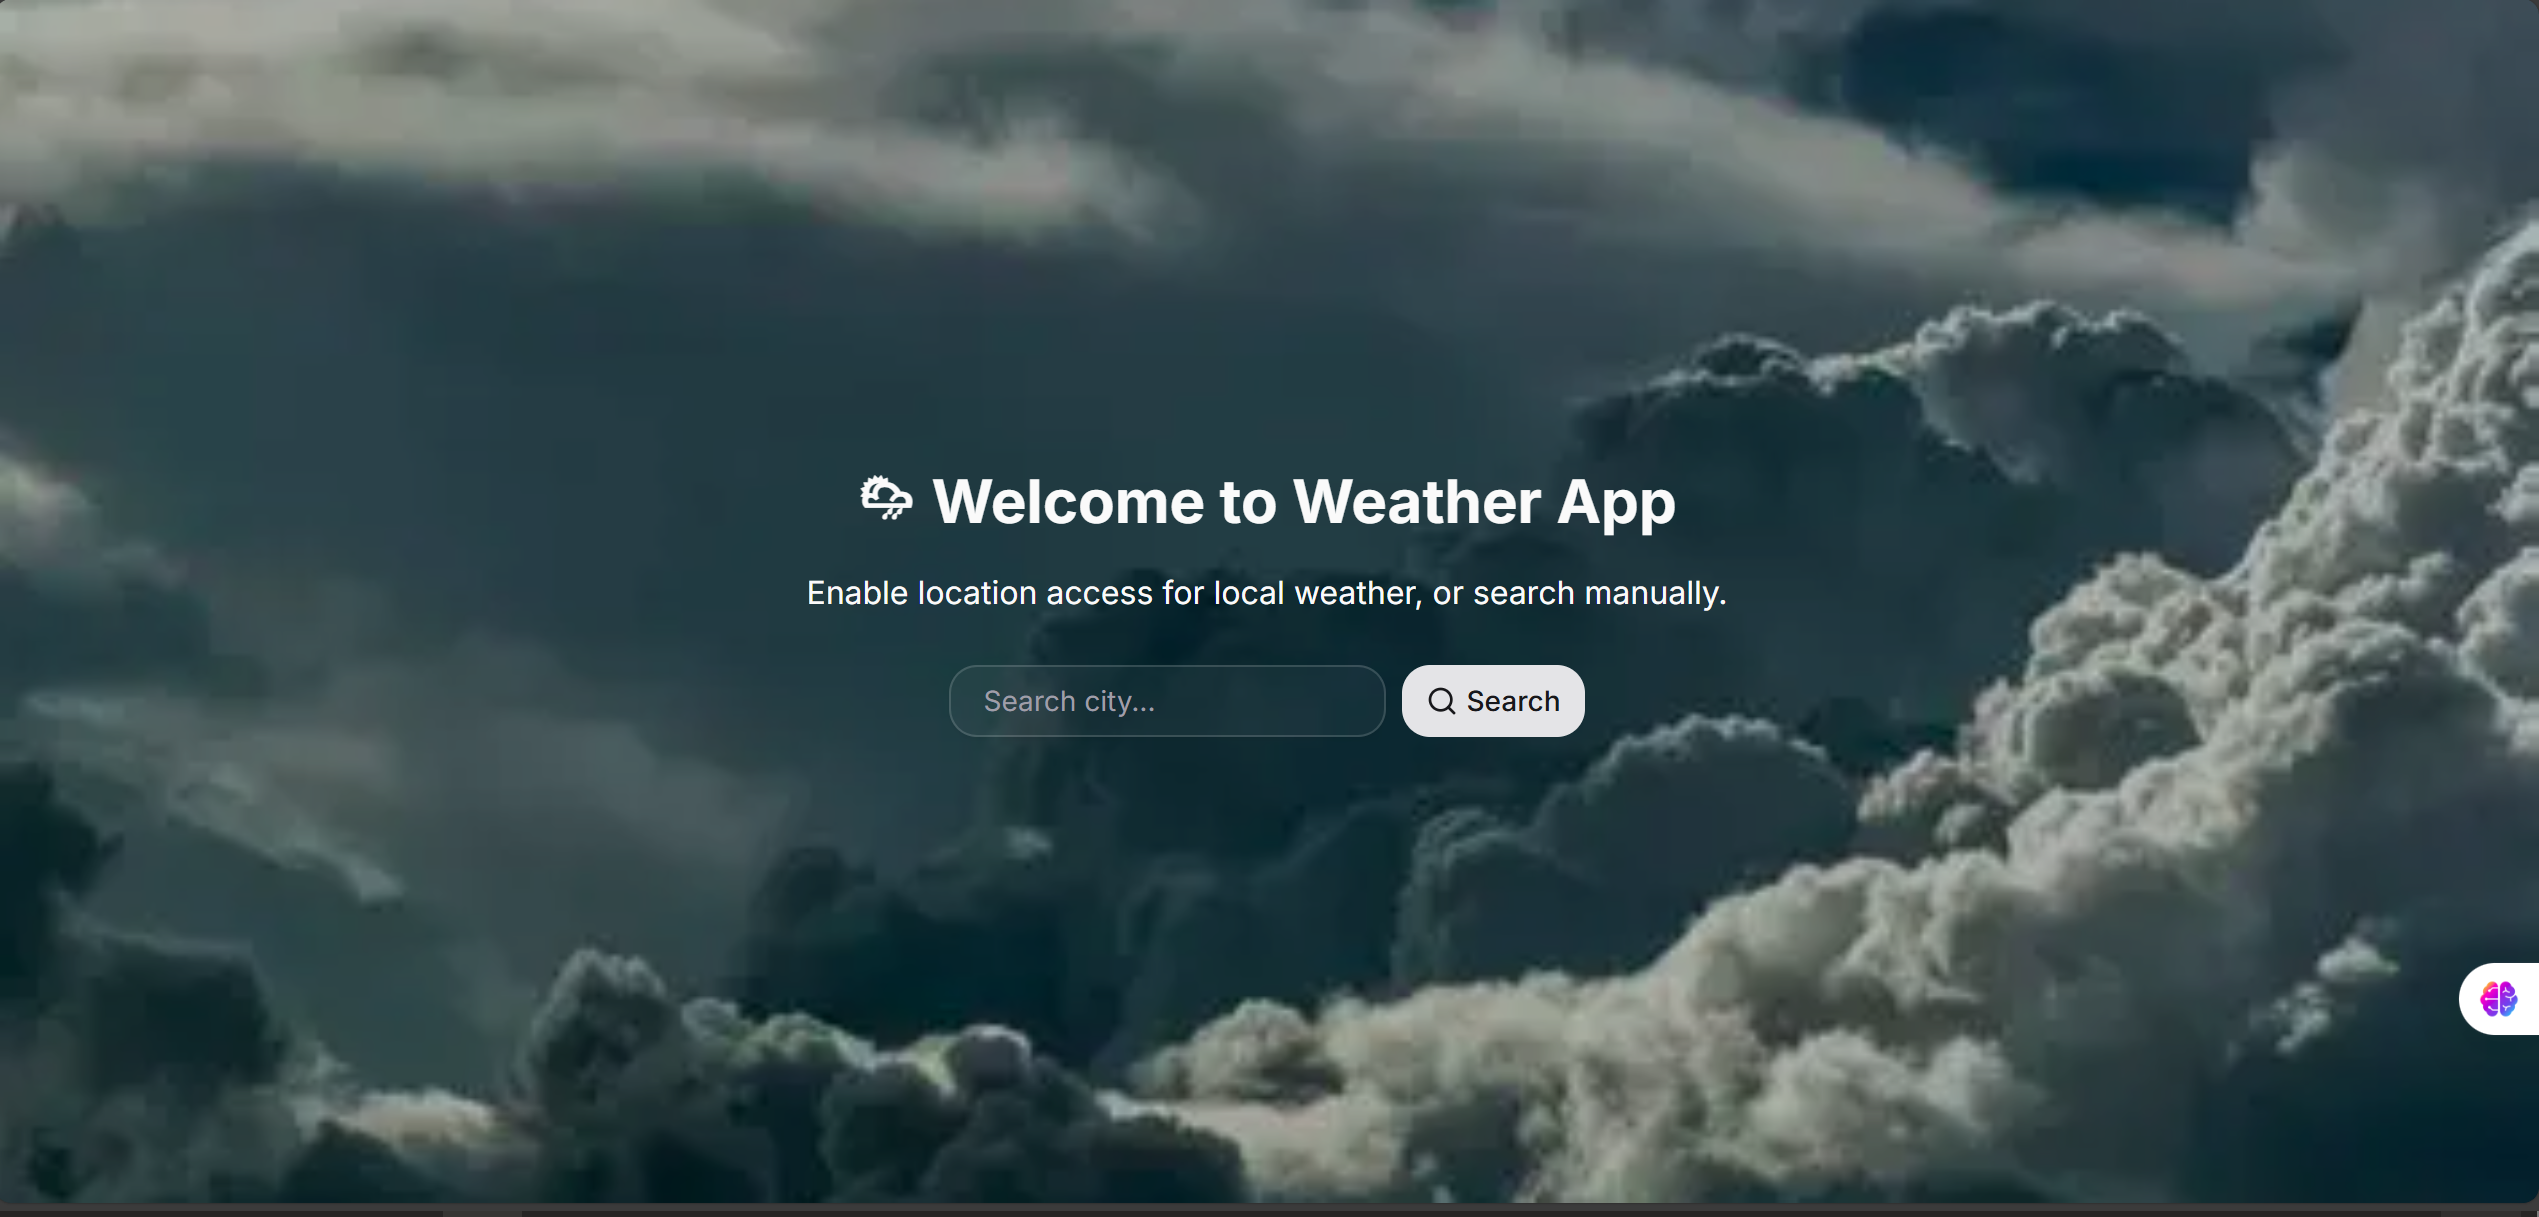 Welcome to Weather App
Enable location access for local weather, or search manually.
Search city...
Search